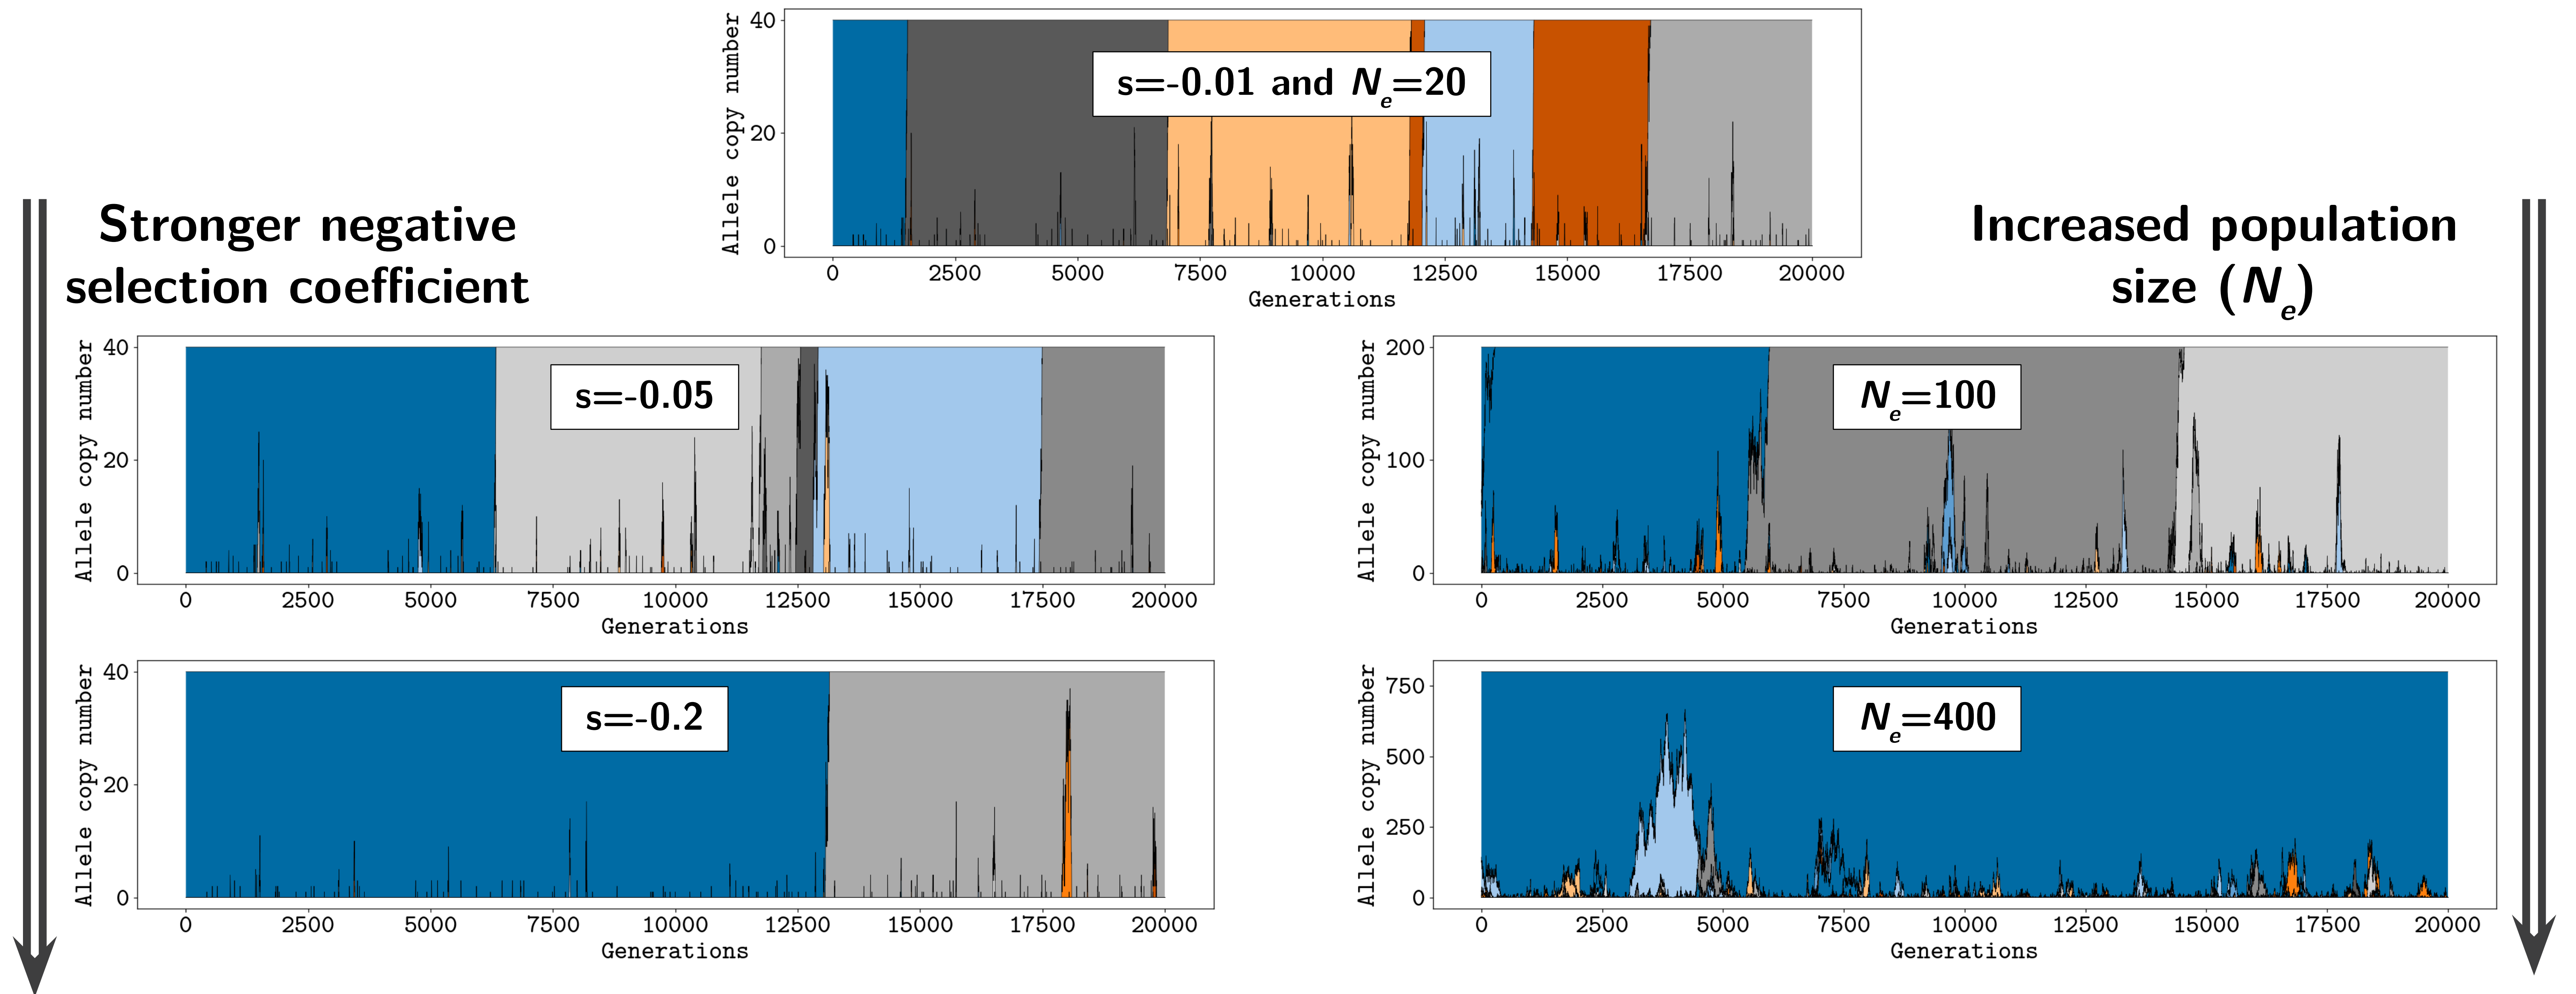 40
20
0
Allele copy number
s=-0.01 and Ne=20
0 2500 5000 7500 10000 12500 15000 17500 20000
Generations
Stronger negative
selection coefficient
Increased population
size (Ne)
40
20
0
Allele copy number
s=-0.05
0 2500 5000 7500 10000 12500 15000 17500 20000
Generations
200
100
0
Allele copy number
Ne=100
0 2500 5000 7500 10000 12500 15000 17500 20000
Generations
40
20
0
Allele copy number
s=-0.2
0 2500 5000 7500 10000 12500 15000 17500 20000
Generations
750
500
250
0
Allele copy number
Ne=400
0 2500 5000 7500 10000 12500 15000 17500 20000
Generations